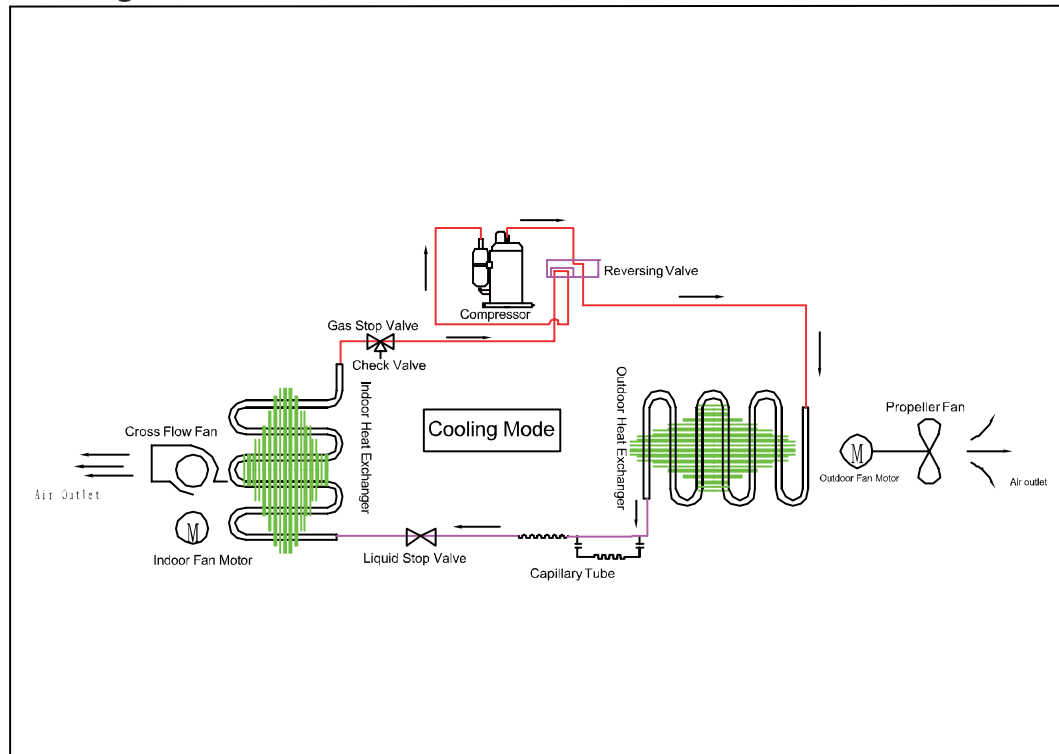 Reversing Valve
Compressor
Gas Stop Valve
Check Valve
Indoor Heat Exchanger
Outdoor Heat Exchanger
Cooling Mode
Propeller Fan
Cross Flow Fan
M
Outdoor Fan Motor
Air outlet
Air Outlet
M
Indoor Fan Motor
Liquid Stop Valve
Capillary Tube